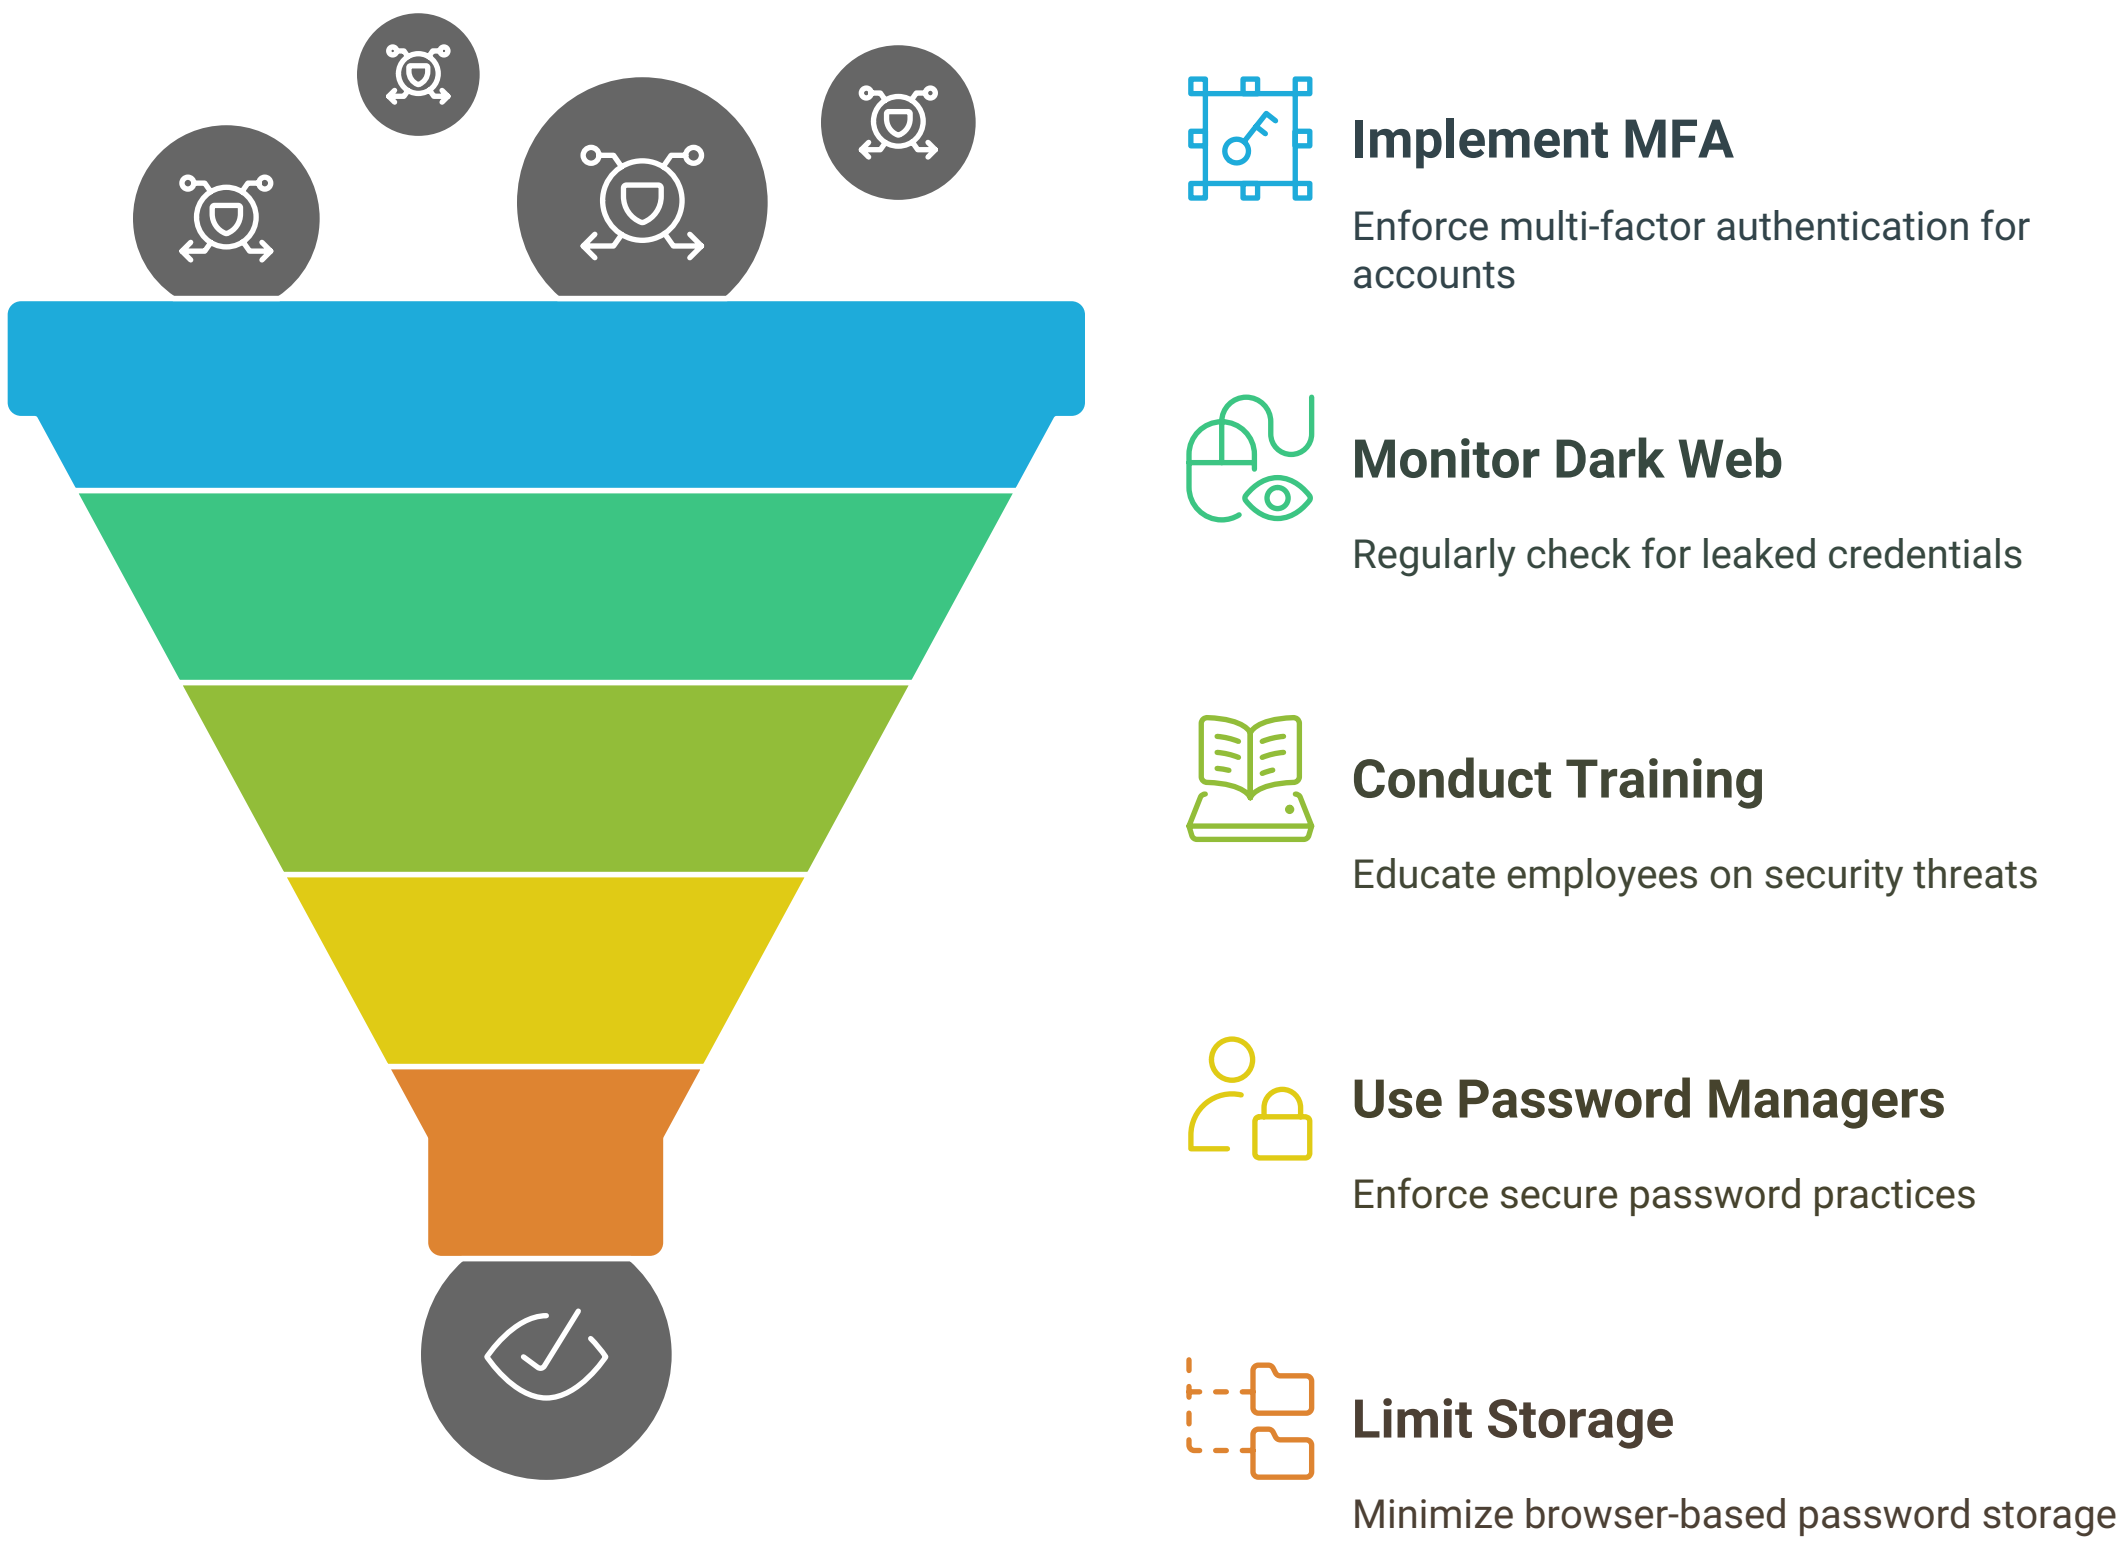 Implement MFA
Enforce multi-factor authentication for
accounts
Monitor Dark Web
Regularly check for leaked credentials
Conduct Training
Educate employees on security threats
Use Password Managers
Enforce secure password practices
Limit Storage
Minimize browser-based password storage